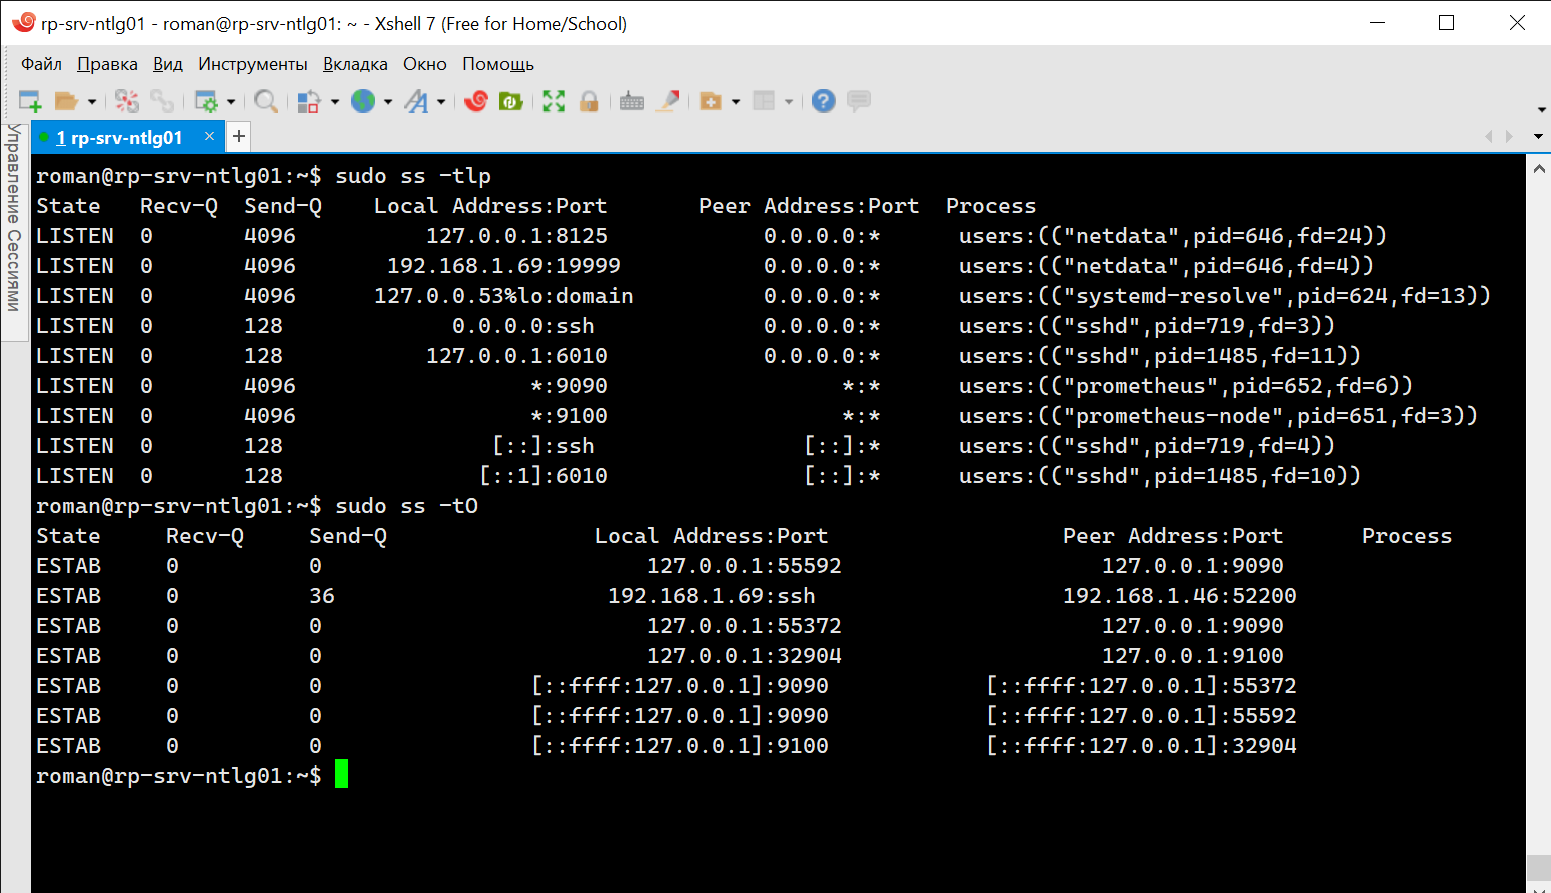 rp-srv-ntlg01 - roman@rp-srv-ntlg01: ~ - Xshell 7 (Free for Home/School)
Файл Правка Вид Инструменты Вкладка Окно Помощь
1 rp-srv-ntlg01 × +
Управление Сессиями
roman@rp-srv-ntlg01:~$ sudo ss -tlp
State Recv-Q Send-Q Local Address:Port Peer Address:Port Process
LISTEN 0 4096 127.0.0.1:8125 0.0.0.0:* users:(("netdata",pid=646,fd=24))
LISTEN 0 4096 192.168.1.69:19999 0.0.0.0:* users:(("netdata",pid=646,fd=4))
LISTEN 0 4096 127.0.0.53%lo:domain 0.0.0.0:* users:(("systemd-resolve",pid=624,fd=13))
LISTEN 0 128 0.0.0.0:ssh 0.0.0.0:* users:(("sshd",pid=719,fd=3))
LISTEN 0 128 127.0.0.1:6010 0.0.0.0:* users:(("sshd",pid=1485,fd=11))
LISTEN 0 4096 *:9090 *:* users:(("prometheus",pid=652,fd=6))
LISTEN 0 4096 *:9100 *:* users:(("prometheus-node",pid=651,fd=3))
LISTEN 0 128 [::]:ssh [::]:* users:(("sshd",pid=719,fd=4))
LISTEN 0 128 [::1]:6010 [::]:* users:(("sshd",pid=1485,fd=10))
roman@rp-srv-ntlg01:~$ sudo ss -tO
State Recv-Q Send-Q Local Address:Port Peer Address:Port Process
ESTAB 0 0 127.0.0.1:55592 127.0.0.1:9090
ESTAB 0 36 192.168.1.69:ssh 192.168.1.46:52200
ESTAB 0 0 127.0.0.1:55372 127.0.0.1:9090
ESTAB 0 0 127.0.0.1:32904 127.0.0.1:9100
ESTAB 0 0 [::ffff:127.0.0.1]:9090 [::ffff:127.0.0.1]:55372
ESTAB 0 0 [::ffff:127.0.0.1]:9090 [::ffff:127.0.0.1]:55592
ESTAB 0 0 [::ffff:127.0.0.1]:9100 [::ffff:127.0.0.1]:32904
roman@rp-srv-ntlg01:~$